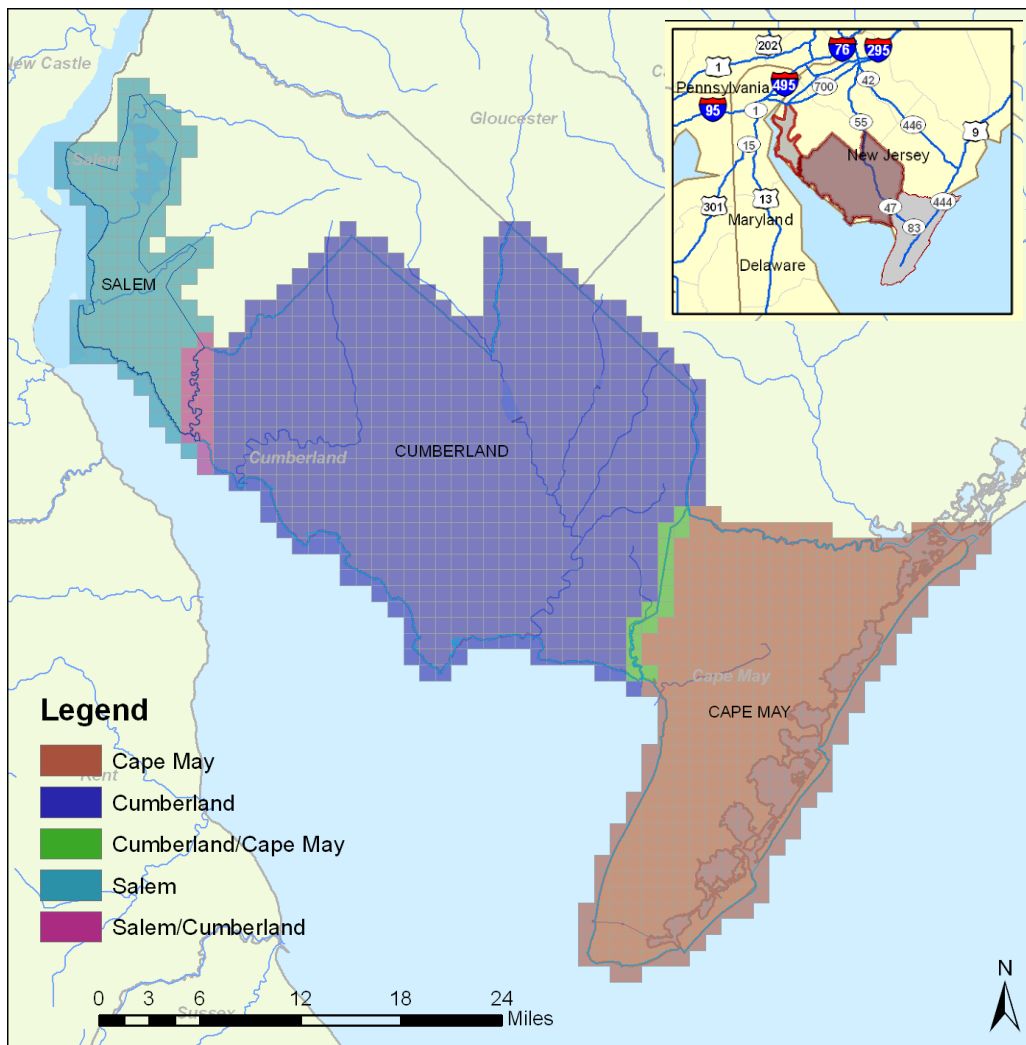 New Castle
Salem
Gloucester
SALEM
Cumberland
CUMBERLAND
Cape May
CAPE MAY
Kent
Sussex
202
76
295
1
Pennsylvania
495
700
42
95
1
446
9
55
15
New Jersey
301
13
47
444
Maryland
83
Delaware
Legend
Cape May
Cumberland
Cumberland/Cape May
Salem
Salem/Cumberland
0 3 6 12 18 24
Miles
N